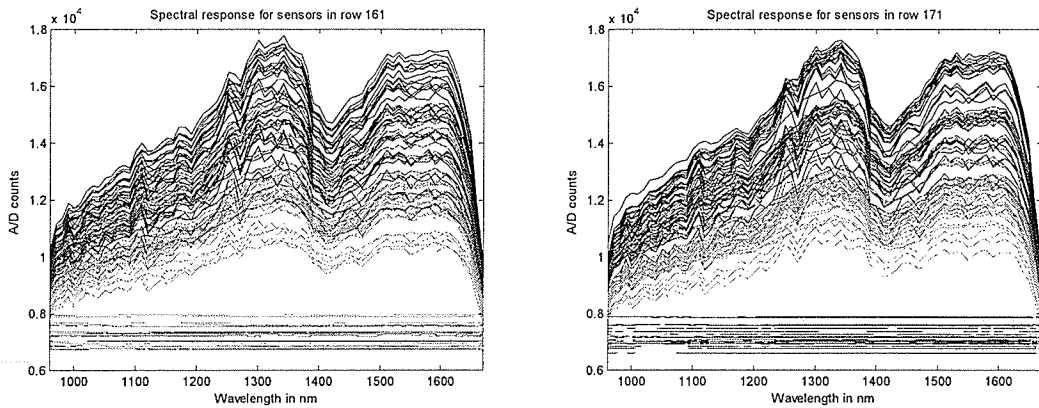 Spectral response for sensors in row 161
x 10^4
1.8
1.6
1.4
1.2
1
0.8
0.6
A/D counts
1000 1100 1200 1300 1400 1500 1600
Wavelength in nm
Spectral response for sensors in row 171
x 10^4
1.8
1.6
1.4
1.2
1
0.8
0.6
A/D counts
1000 1100 1200 1300 1400 1500 1600
Wavelength in nm